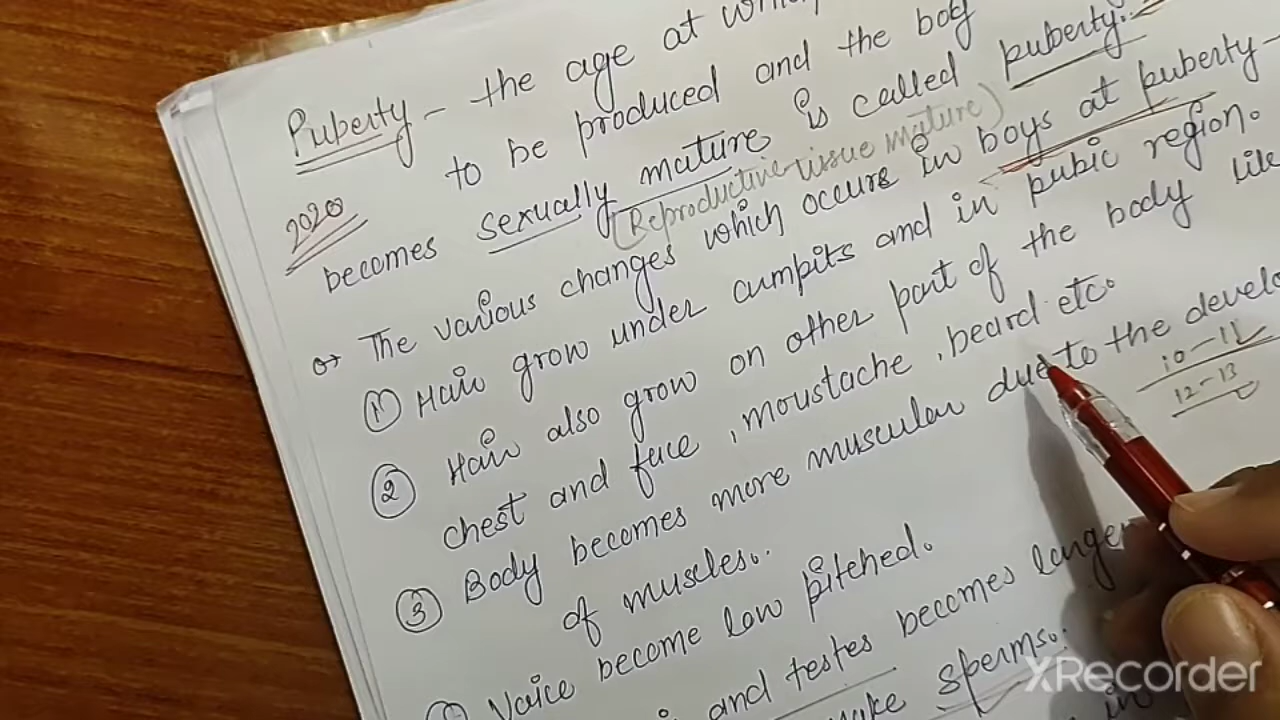 Puberty - the age at which
to be produced and the boy
2020
becomes sexually mature is called puberty.
(Reproductive tissue mature)
The various changes which occurs in boys at puberty -
① Hair grow under armpits and in pubic region.
② Hair also grow on other part of the body like
chest and face, moustache, beard etc.
10-11
12-13
③ Body becomes more muscular due to the develo
of muscles.
Voice become low pitched.
and testes becomes larger
make sperms.
in
XRecorder